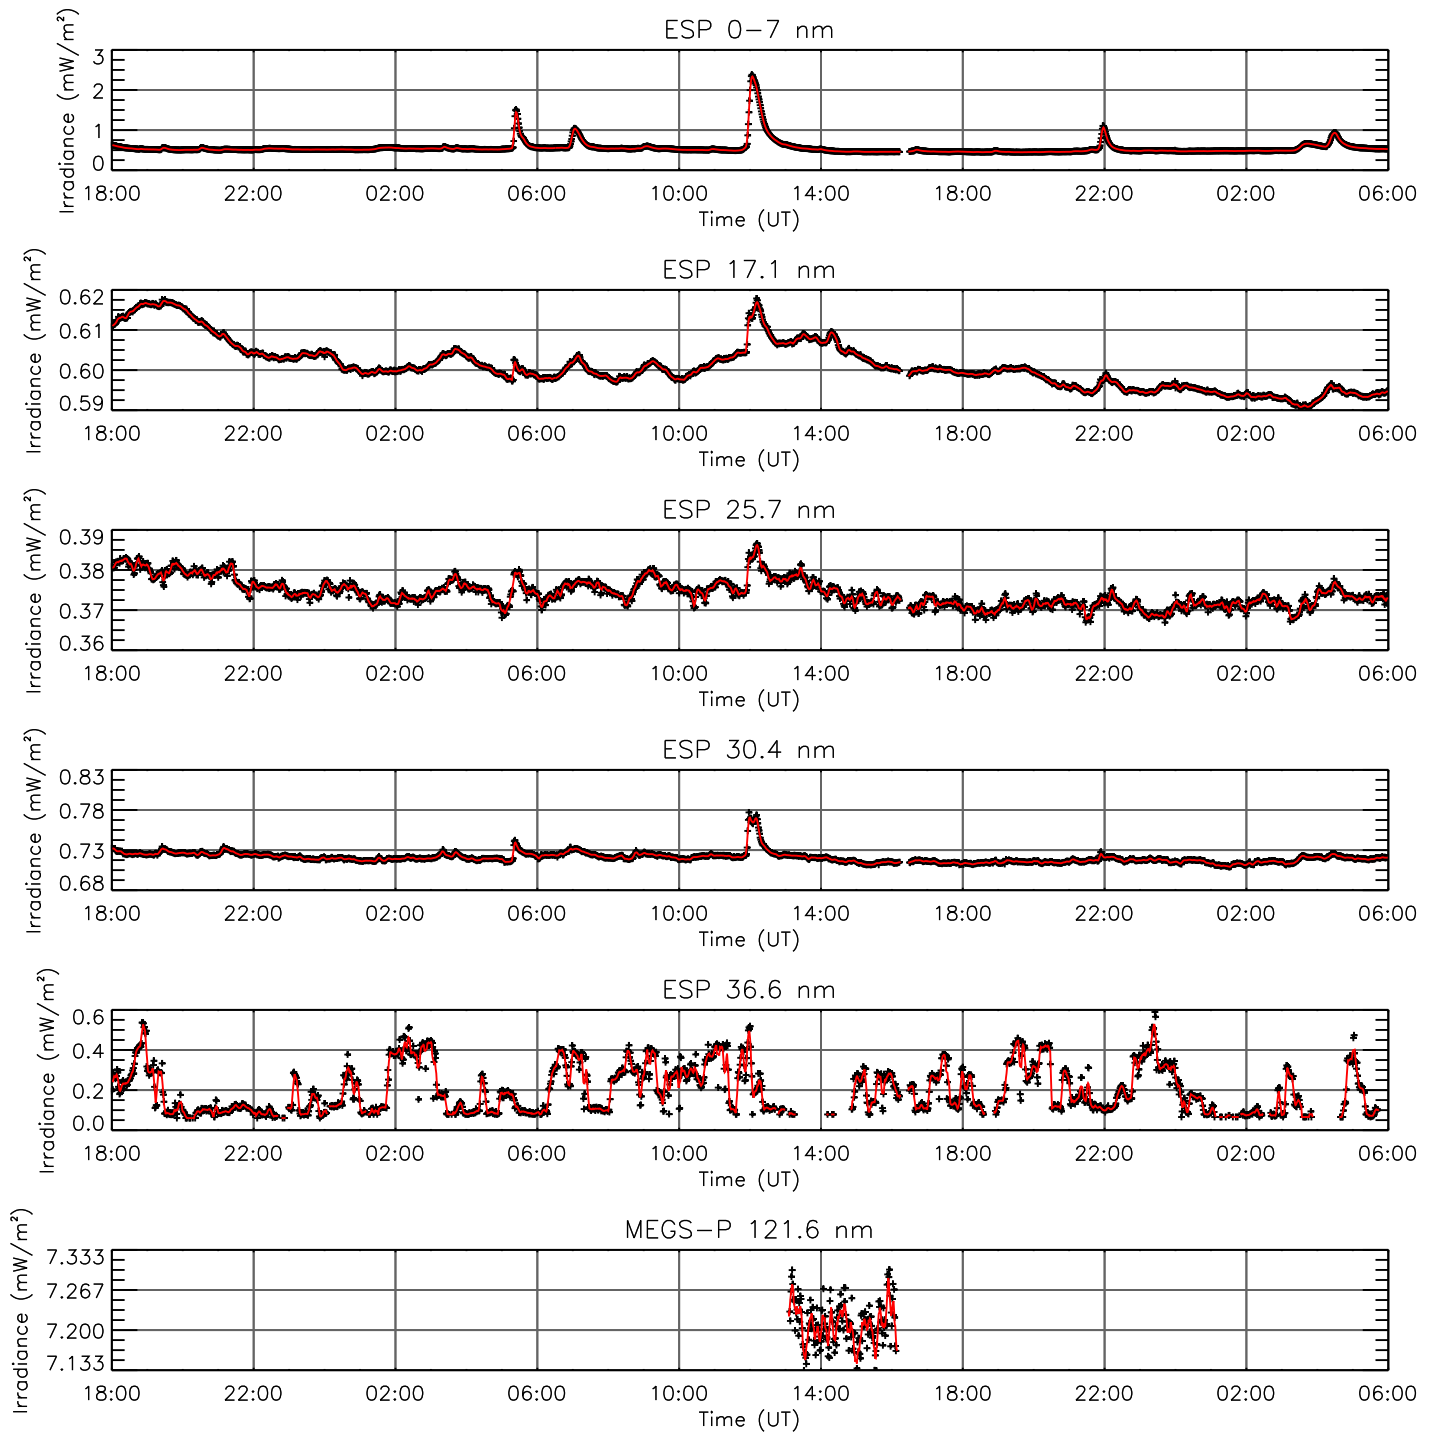 ESP 0−7 nm
Irradiance (mW/m²)
3
2
1
0
18:00 22:00 02:00 06:00 10:00 14:00 18:00 22:00 02:00 06:00
Time (UT)
ESP 17.1 nm
Irradiance (mW/m²)
0.62
0.61
0.60
0.59
18:00 22:00 02:00 06:00 10:00 14:00 18:00 22:00 02:00 06:00
Time (UT)
ESP 25.7 nm
Irradiance (mW/m²)
0.39
0.38
0.37
0.36
18:00 22:00 02:00 06:00 10:00 14:00 18:00 22:00 02:00 06:00
Time (UT)
ESP 30.4 nm
Irradiance (mW/m²)
0.83
0.78
0.73
0.68
18:00 22:00 02:00 06:00 10:00 14:00 18:00 22:00 02:00 06:00
Time (UT)
ESP 36.6 nm
Irradiance (mW/m²)
0.6
0.4
0.2
0.0
18:00 22:00 02:00 06:00 10:00 14:00 18:00 22:00 02:00 06:00
Time (UT)
MEGS−P 121.6 nm
Irradiance (mW/m²)
7.333
7.267
7.200
7.133
18:00 22:00 02:00 06:00 10:00 14:00 18:00 22:00 02:00 06:00
Time (UT)